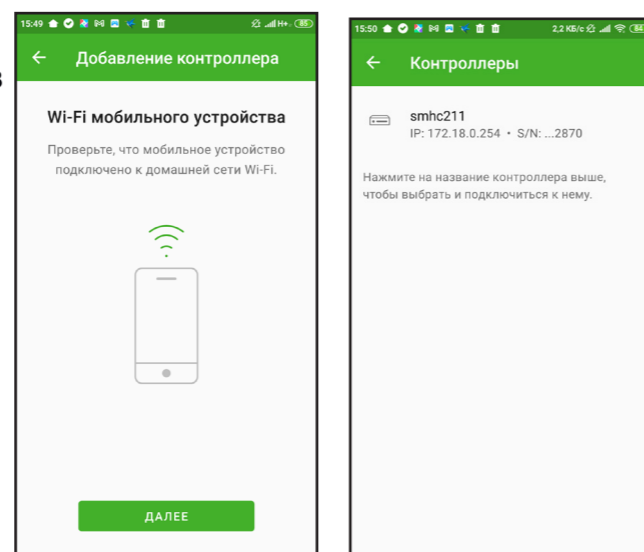 15:49
H+
85
Добавление контроллера
в
Wi-Fi мобильного устройства
Проверьте, что мобильное устройство
подключено к домашней сети Wi-Fi.
ДАЛЕЕ
15:50
2,2 КБ/с
84
Контроллеры
smhc211
IP: 172.18.0.254 • S/N: ...2870
Нажмите на название контроллера выше,
чтобы выбрать и подключиться к нему.